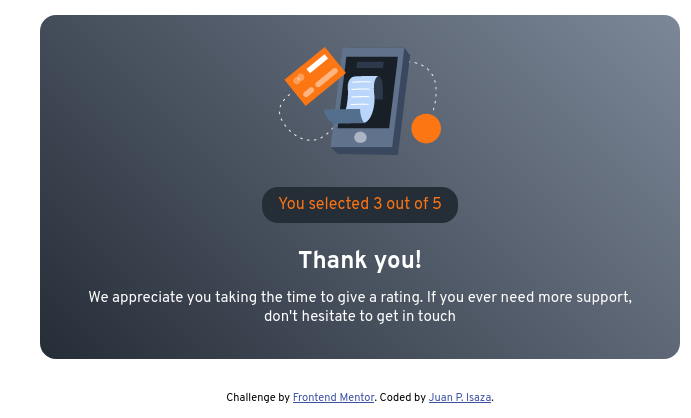 You selected 3 out of 5
Thank you!
We appreciate you taking the time to give a rating. If you ever need more support,
don't hesitate to get in touch
Challenge by Frontend Mentor. Coded by Juan P. Isaza.